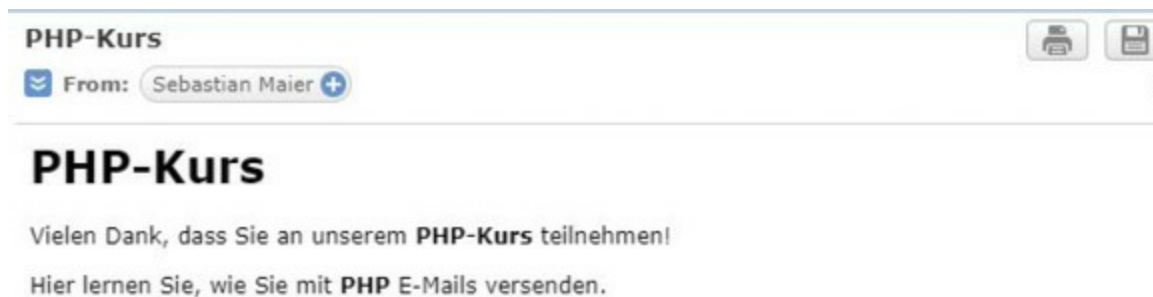 PHP-Kurs
From: Sebastian Maier
PHP-Kurs
Vielen Dank, dass Sie an unserem PHP-Kurs teilnehmen!
Hier lernen Sie, wie Sie mit PHP E-Mails versenden.